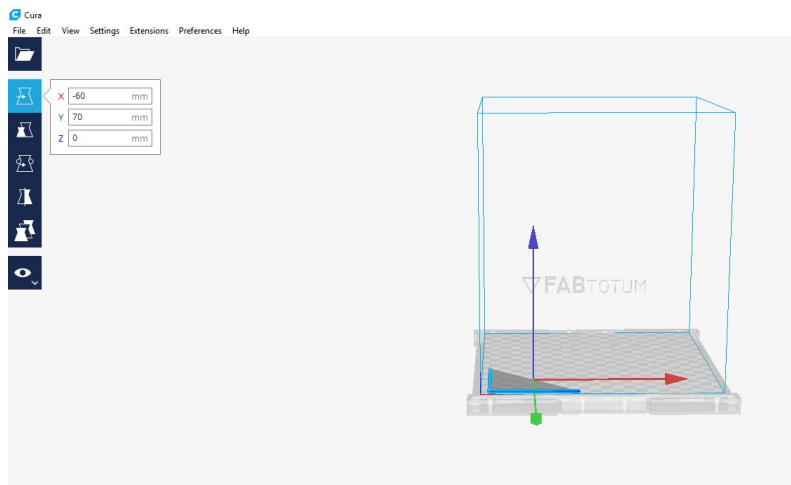 Cura
File Edit View Settings Extensions Preferences Help
X -60 mm
Y 70 mm
Z 0 mm
FABTOTUM